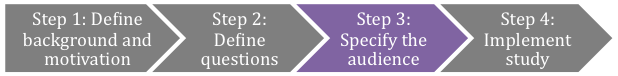 Step 1: Define
background and
motivation
Step 2:
Define
questions
Step 3:
Specify the
audience
Step 4:
Implement
study